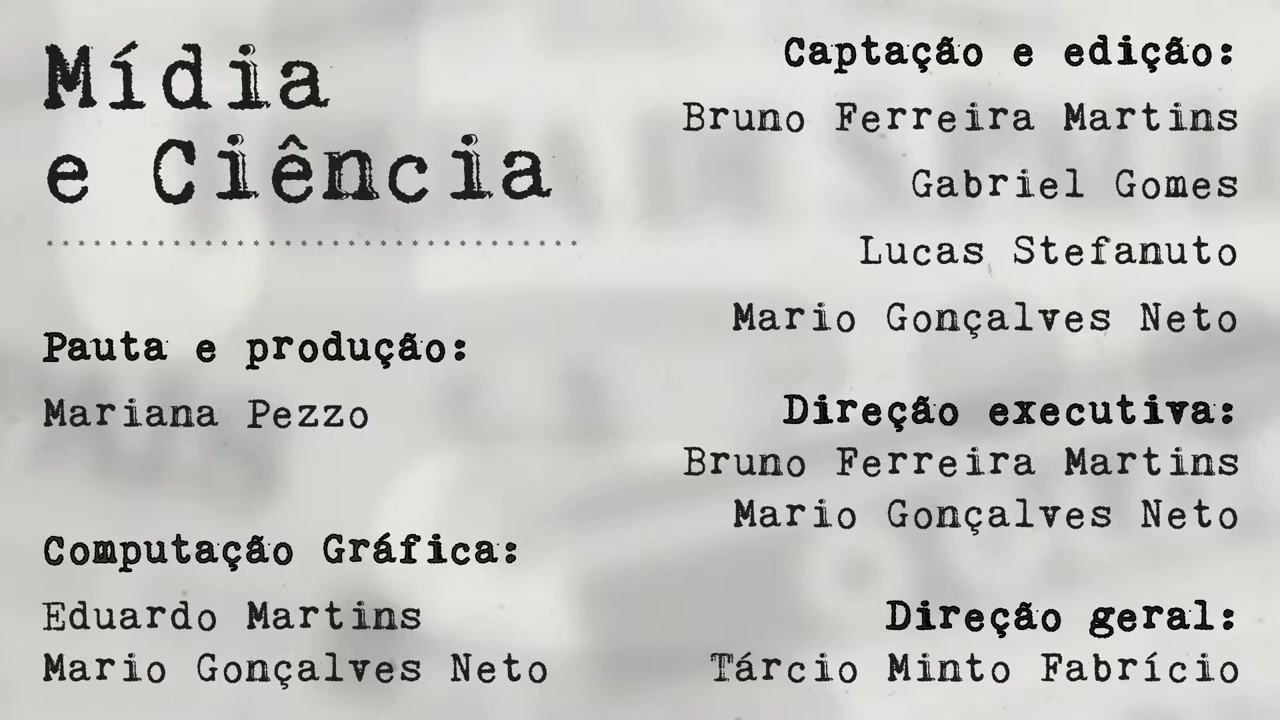 Mídia
e Ciência
Pauta e produção:
Mariana Pezzo
Computação Gráfica:
Eduardo Martins
Mario Gonçalves Neto
Captação e edição:
Bruno Ferreira Martins
Gabriel Gomes
Lucas Stefanuto
Mario Gonçalves Neto
Direção executiva:
Bruno Ferreira Martins
Mario Gonçalves Neto
Direção geral:
Tárcio Minto Fabrício